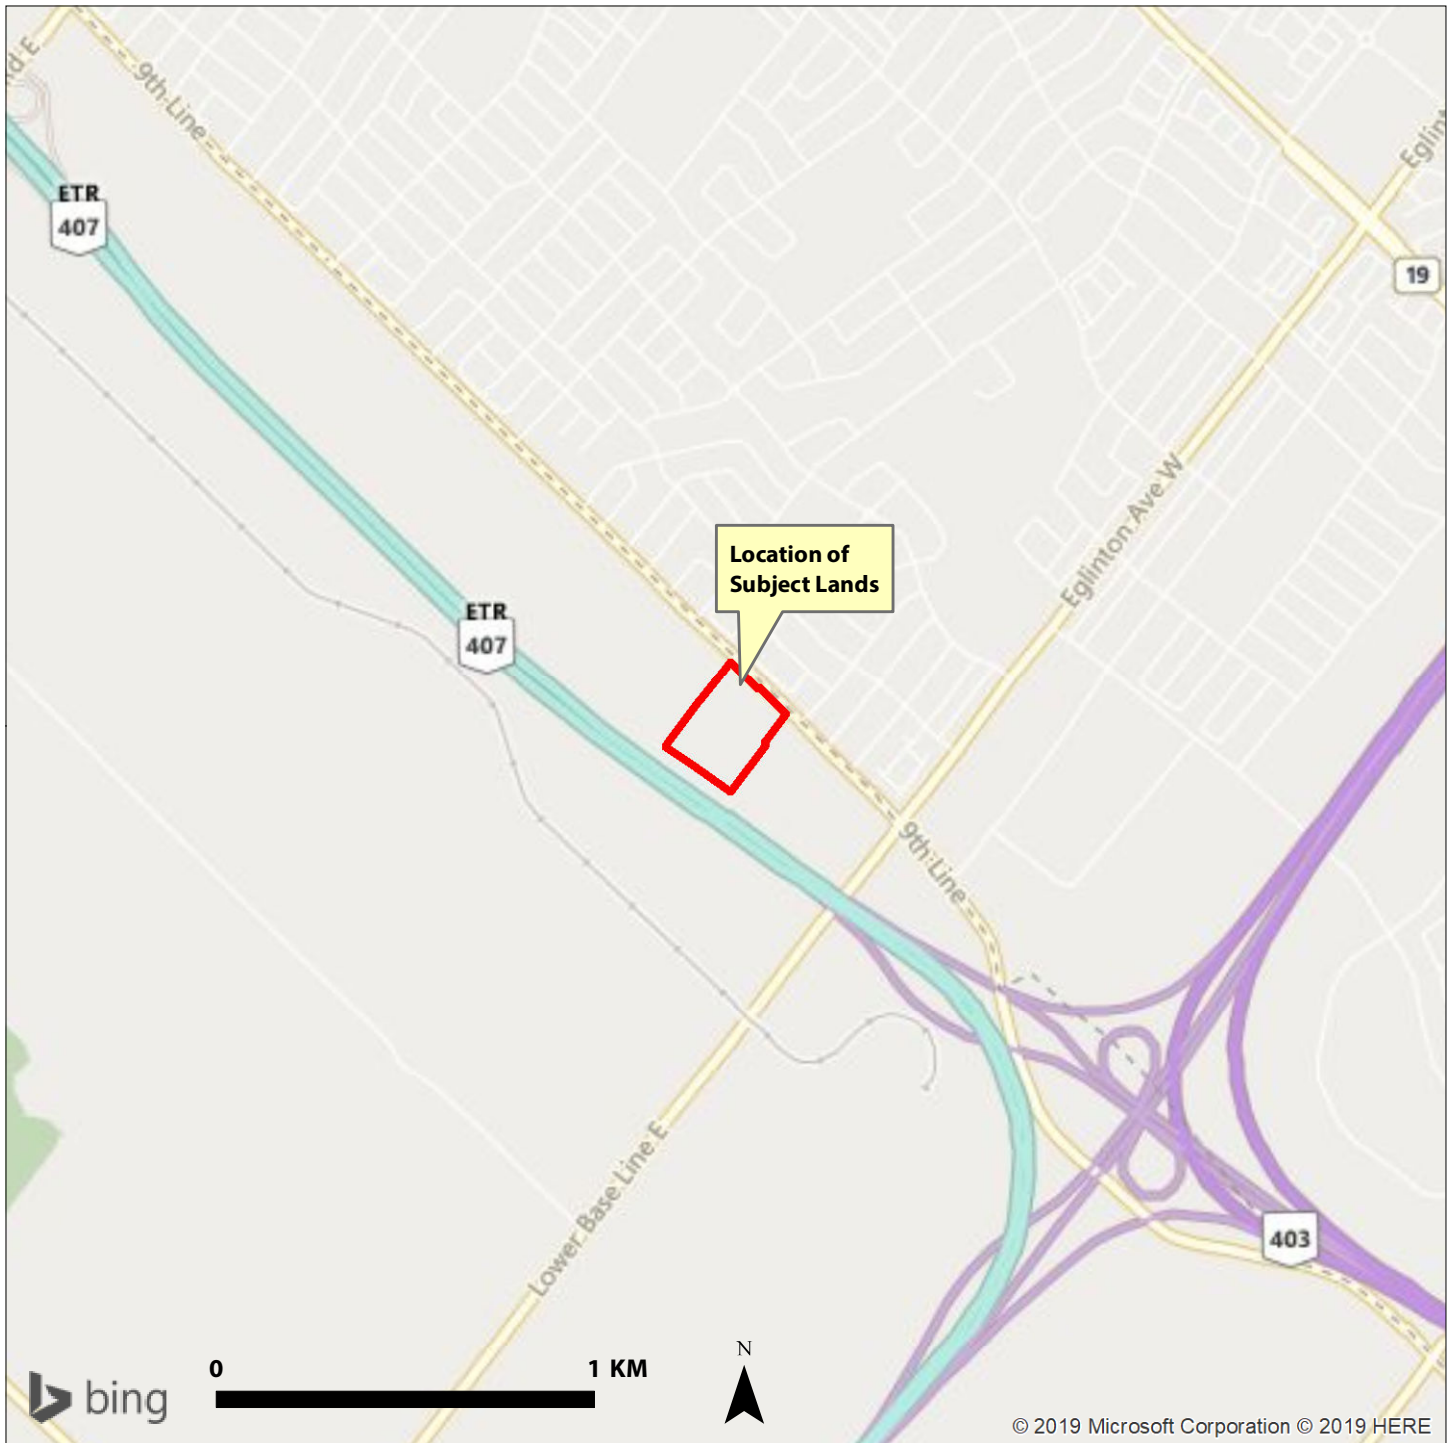 Rd E
9th Line
ETR
407
19
Eglinton Ave W
Location of
Subject Lands
ETR
407
9th Line
Lower Base Line E
403
bing
0 1 KM
N
© 2019 Microsoft Corporation © 2019 HERE